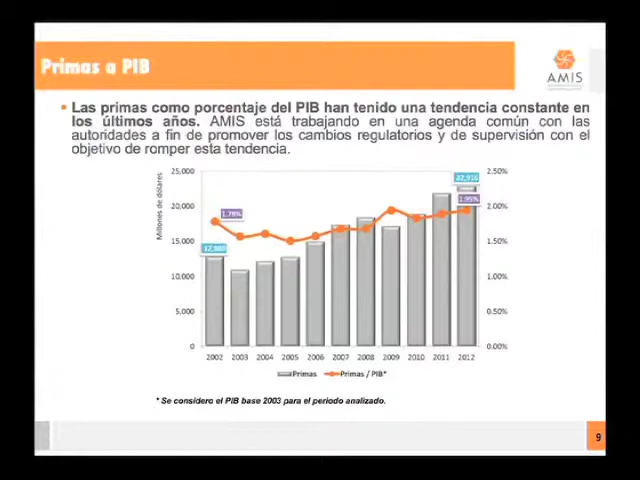 Primas a PIB
AMIS
Las primas como porcentaje del PIB han tenido una tendencia constante en
los últimos años. AMIS está trabajando en una agenda común con las
autoridades a fin de promover los cambios regulatorios y de supervisión con el
objetivo de romper esta tendencia.
Millones de dólares
25,000
20,000
15,000
10,000
5,000
0
2.50%
2.00%
1.50%
1.00%
0.50%
0.00%
1.78%
22,916
1.95%
2002 2003 2004 2005 2006 2007 2008 2009 2010 2011 2012
Primas Primas / PIB*
* Se considero el PIB base 2003 para el periodo analizado.
9